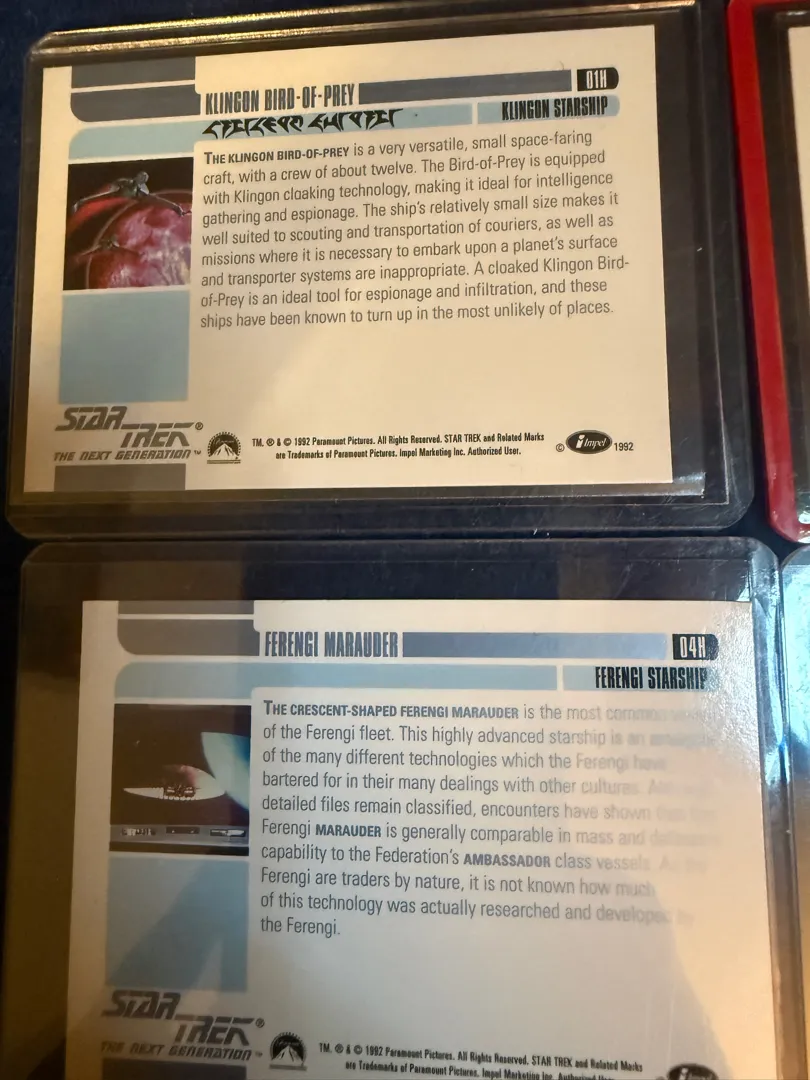 KLINGON BIRD-OF-PREY
01H
KLINGON STARSHIP
THE KLINGON BIRD-OF-PREY is a very versatile, small space-faring
craft, with a crew of about twelve. The Bird-of-Prey is equipped
with Klingon cloaking technology, making it ideal for intelligence
gathering and espionage. The ship's relatively small size makes it
well suited to scouting and transportation of couriers, as well as
missions where it is necessary to embark upon a planet's surface
and transporter systems are inappropriate. A cloaked Klingon Bird-
of-Prey is an ideal tool for espionage and infiltration, and these
ships have been known to turn up in the most unlikely of places.
STAR
TREK®
THE NEXT GENERATION™
TM, ® & © 1992 Paramount Pictures. All Rights Reserved. STAR TREK and Related Marks
are Trademarks of Paramount Pictures. Impel Marketing Inc. Authorized User.
© Impel 1992
FERENGI MARAUDER
04H
FERENGI STARSHIP
THE CRESCENT-SHAPED FERENGI MARAUDER is the most common
of the Ferengi fleet. This highly advanced starship is an
of the many different technologies which the Ferengi have
bartered for in their many dealings with other cultures.
detailed files remain classified, encounters have shown
Ferengi MARAUDER is generally comparable in mass and
capability to the Federation's AMBASSADOR class vessels.
Ferengi are traders by nature, it is not known how much
of this technology was actually researched and developed
the Ferengi.
STAR
TREK®
THE NEXT GENERATION™
TM, ® & © 1992 Paramount Pictures. All Rights Reserved. STAR TREK and Related Marks
are Trademarks of Paramount Pictures. Impel Marketing Inc. Authorized
Impel